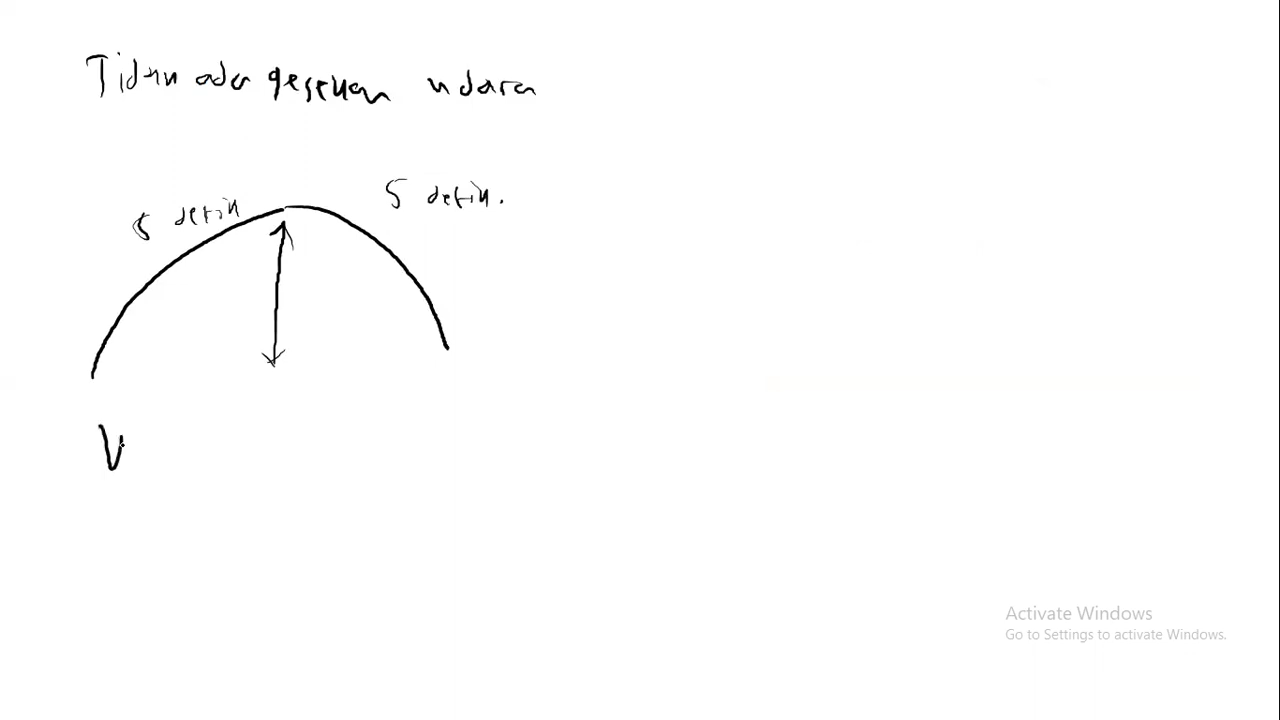 Tidak ada gesekan udara
5 detik
5 detik.
V
Activate Windows
Go to Settings to activate Windows.